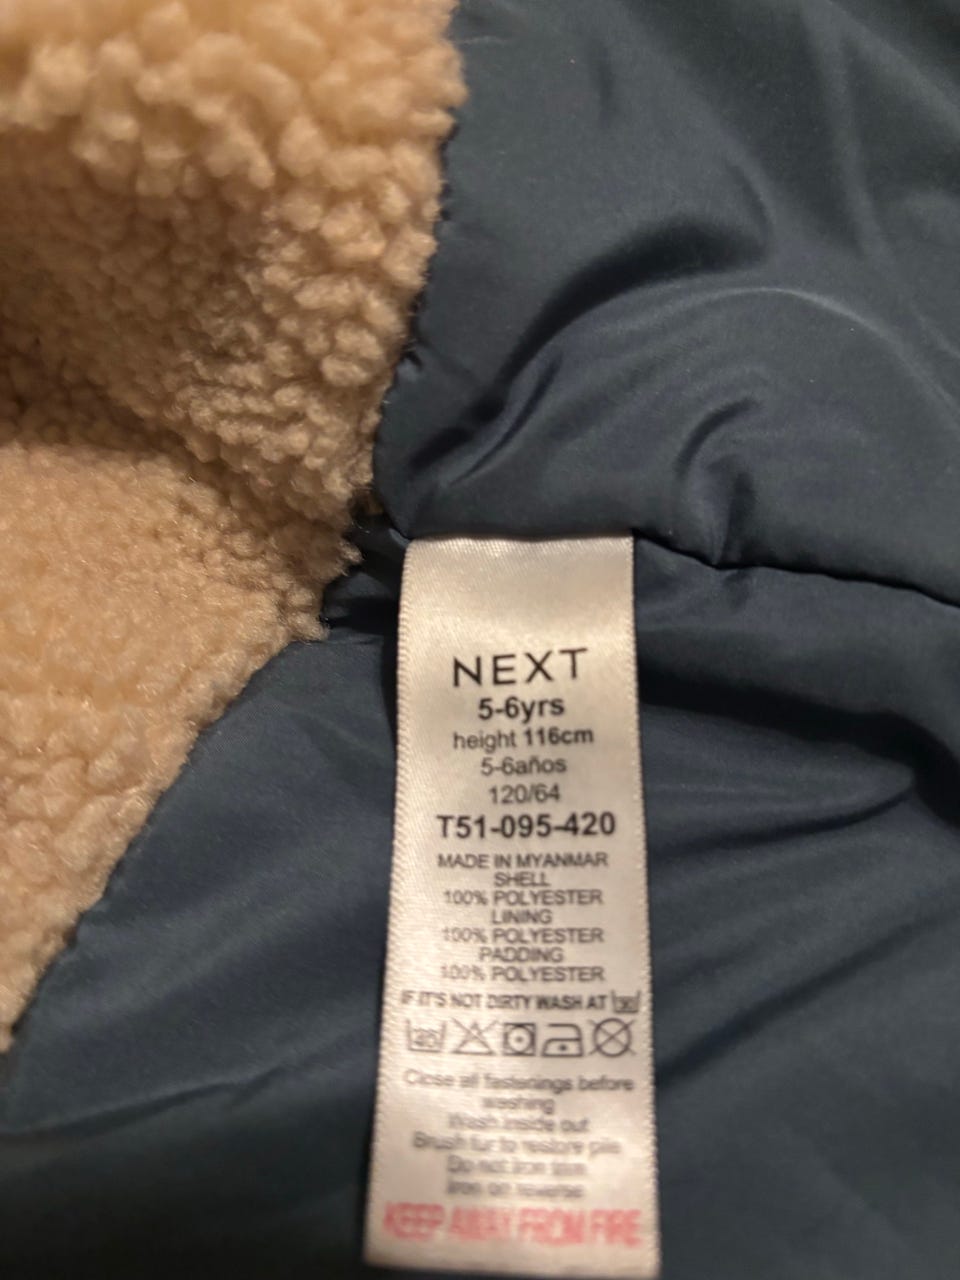 NEXT
5-6yrs
height 116cm
5-6años
120/64
T51-095-420
MADE IN MYANMAR
SHELL
100% POLYESTER
LINING
100% POLYESTER
PADDING
100% POLYESTER
IF IT'S NOT DIRTY WASH AT 30
40
Close all fastenings before
washing
Wash inside out
Brush fur to restore pile
Do not iron trim
Iron on reverse
KEEP AWAY FROM FIRE